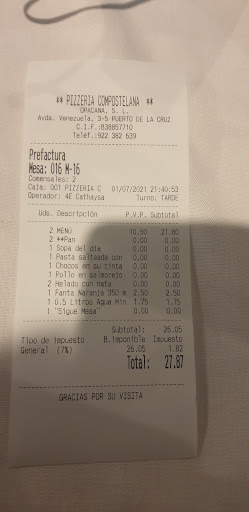 ** PIZZERIA COMPOSTELANA **
OPACANA, S. L.
Avda. Venezuela, 3-5 PUERTO DE LA CRUZ
C.I.F.:B38857710
Teléf.:922 382 639
Prefactura
Mesa: 016 M-16
Comensales: 2
Caja: 001 PIZZERIA C 01/07/2021 21:40:53
Operador: 4E Cathaysa Turno: TARDE
Uds. Descripción P.V.P. Subtotal
2 MENÚ 10.90 21.80
2 **Pan 0.00 0.00
1 Sopa del día 0.00 0.00
1 Pasta salteada con 0.00 0.00
1 Chocos en su tinta 0.00 0.00
1 Pollo en salmorejo 0.00 0.00
2 Helado con nata 0.00 0.00
1 Fanta Naranja 350 m 2.50 2.50
1 0.5 Litros Agua Min 1.75 1.75
1 "Sigue Mesa" 0.00 0.00
Subtotal: 26.05
Tipo de impuesto B.imponible Impuesto
General (7%) 26.05 1.82
Total: 27.87
GRACIAS POR SU VISITA